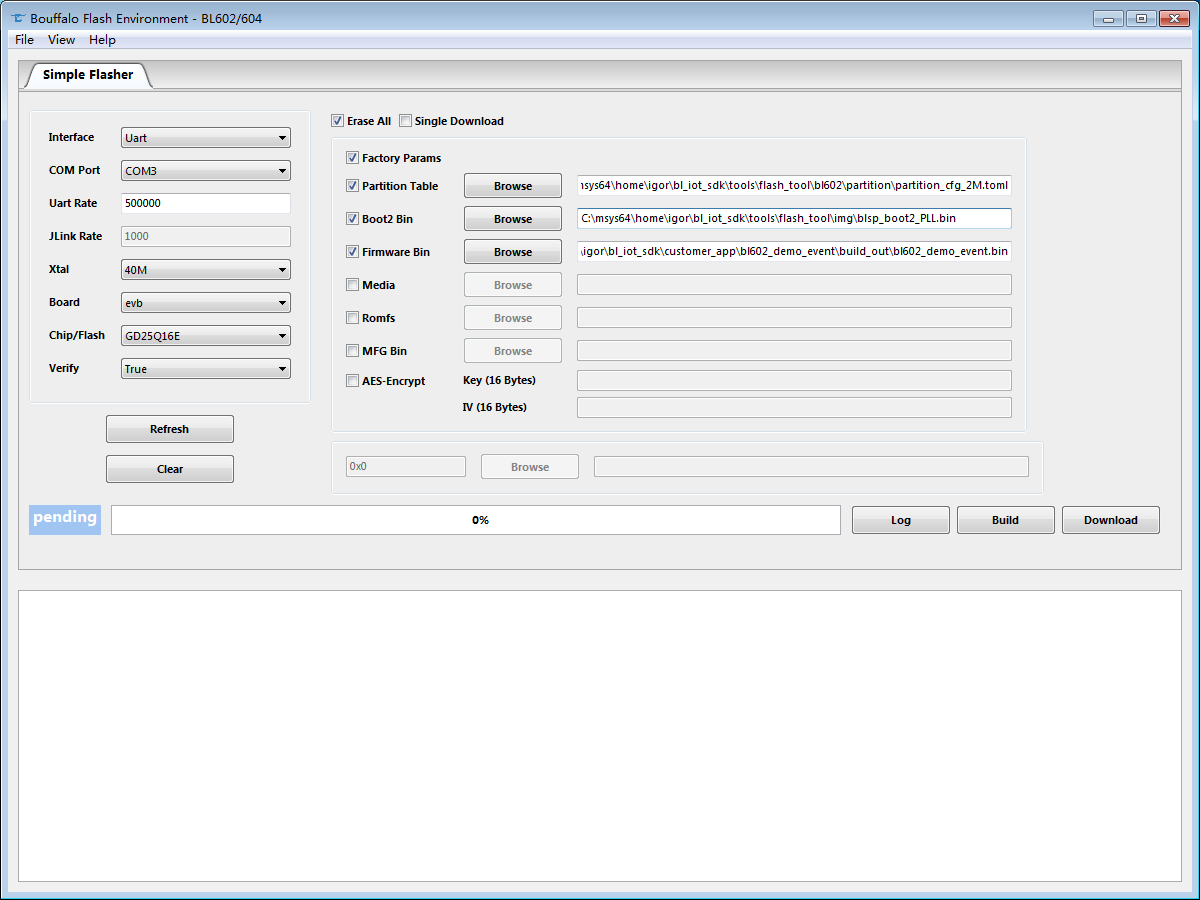 Bouffalo Flash Environment - BL602/604
File View Help
Simple Flasher
Interface Uart
COM Port COM3
Uart Rate 500000
JLink Rate 1000
Xtal 40M
Board evb
Chip/Flash GD25Q16E
Verify True
Refresh
Clear
Erase All Single Download
Factory Params
Partition Table Browse msys64\home\igor\bl_iot_sdk\tools\flash_tool\bl602\partition\partition_cfg_2M.toml
Boot2 Bin Browse C:\msys64\home\igor\bl_iot_sdk\tools\flash_tool\img\blsp_boot2_PLL.bin
Firmware Bin Browse \igor\bl_iot_sdk\customer_app\bl602_demo_event\build_out\bl602_demo_event.bin
Media Browse
Romfs Browse
MFG Bin Browse
AES-Encrypt Key (16 Bytes)
IV (16 Bytes)
0x0 Browse
pending 0% Log Build Download